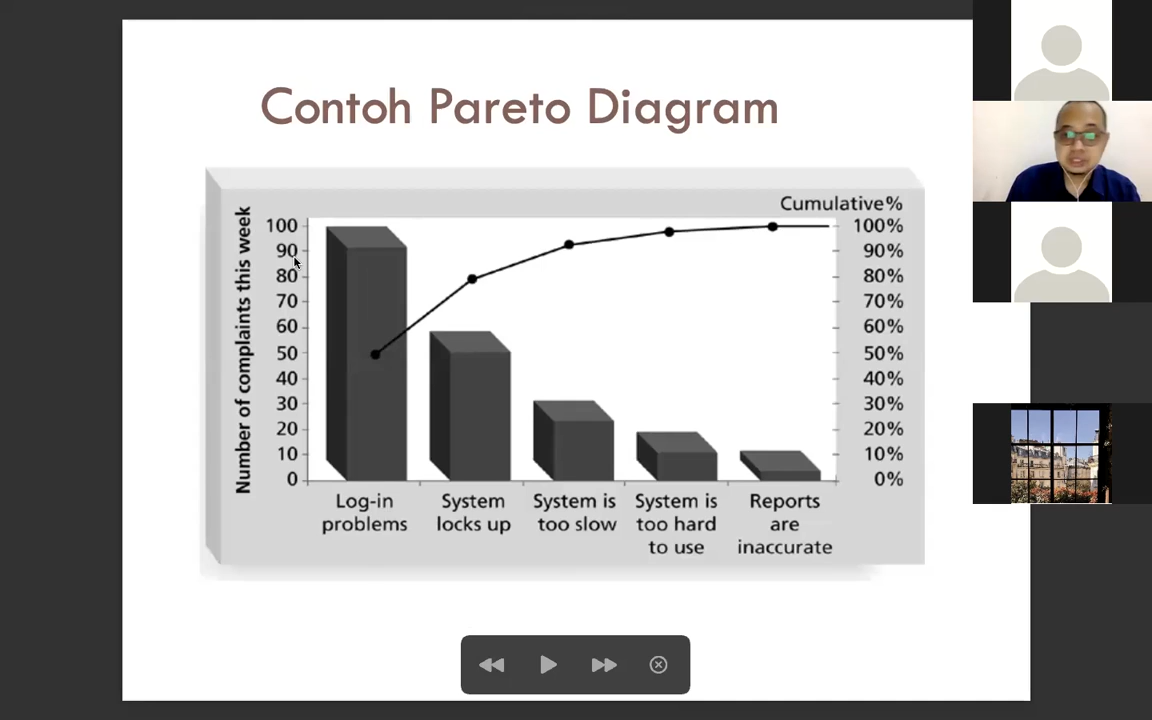 Contoh Pareto Diagram
Cumulative%
Number of complaints this week
100
90
80
70
60
50
40
30
20
10
0
100%
90%
80%
70%
60%
50%
40%
30%
20%
10%
0%
Log-in
problems
System
locks up
System is
too slow
System is
too hard
to use
Reports
are
inaccurate